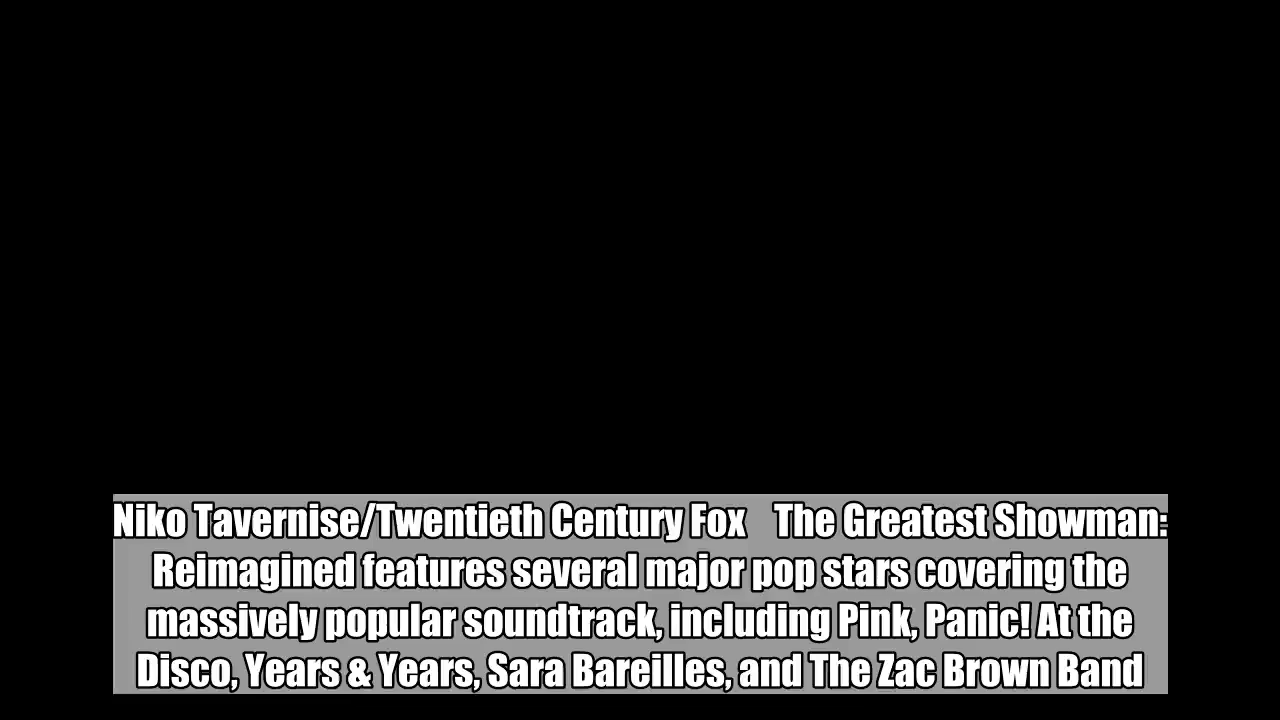 Niko Tavernise/Twentieth Century Fox    The Greatest Showman:
Reimagined features several major pop stars covering the
massively popular soundtrack, including Pink, Panic! At the
Disco, Years & Years, Sara Bareilles, and The Zac Brown Band